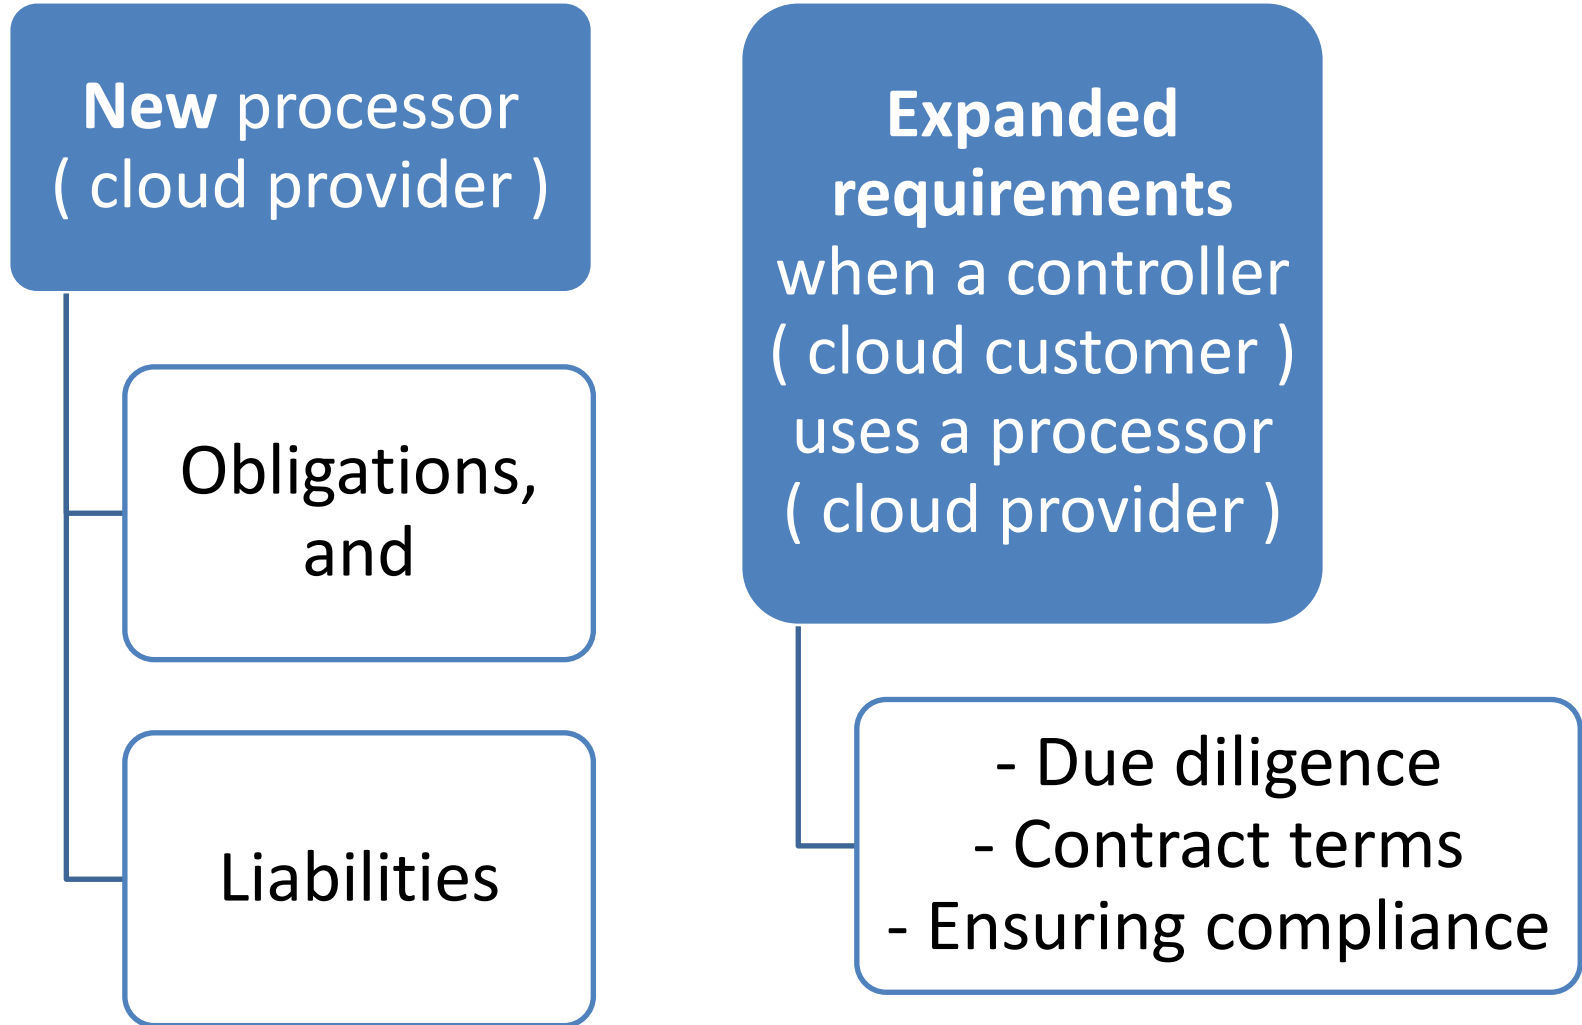 New processor
( cloud provider )
Obligations,
and
Liabilities
Expanded
requirements
when a controller
( cloud customer )
uses a processor
( cloud provider )
- Due diligence
- Contract terms
- Ensuring compliance